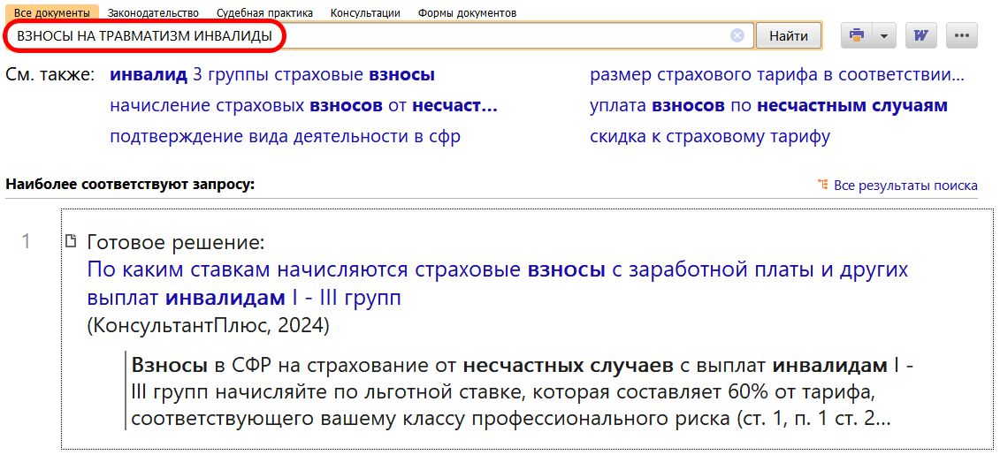 Все документы Законодательство Судебная практика Консультации Формы документов
ВЗНОСЫ НА ТРАВМАТИЗМ ИНВАЛИДЫ Найти W
См. также: инвалид 3 группы страховые взносы размер страхового тарифа в соответствии...
начисление страховых взносов от несчаст... уплата взносов по несчастным случаям
подтверждение вида деятельности в сфр скидка к страховому тарифу
Наиболее соответствуют запросу: Все результаты поиска
1 Готовое решение:
По каким ставкам начисляются страховые взносы с заработной платы и других
выплат инвалидам I - III групп
(КонсультантПлюс, 2024)
Взносы в СФР на страхование от несчастных случаев с выплат инвалидам I -
III групп начисляйте по льготной ставке, которая составляет 60% от тарифа,
соответствующего вашему классу профессионального риска (ст. 1, п. 1 ст. 2...